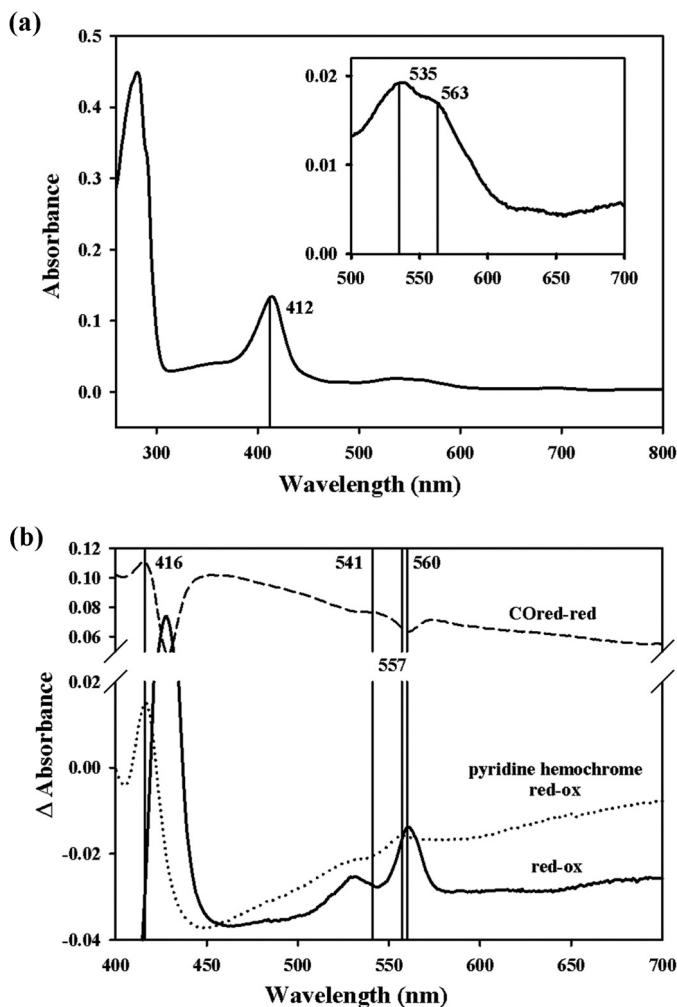 (a)
0.5
0.4
0.3
0.2
0.1
0.0
Absorbance
412
300 400 500 600 700 800
Wavelength (nm)
0.02
0.01
0.00
535
563
500 550 600 650 700
(b)
0.12
0.10
0.08
0.06
0.02
0.00
-0.02
-0.04
Δ Absorbance
416
541
560
557
COred-red
pyridine hemochrome
red-ox
red-ox
400 450 500 550 600 650 700
Wavelength (nm)